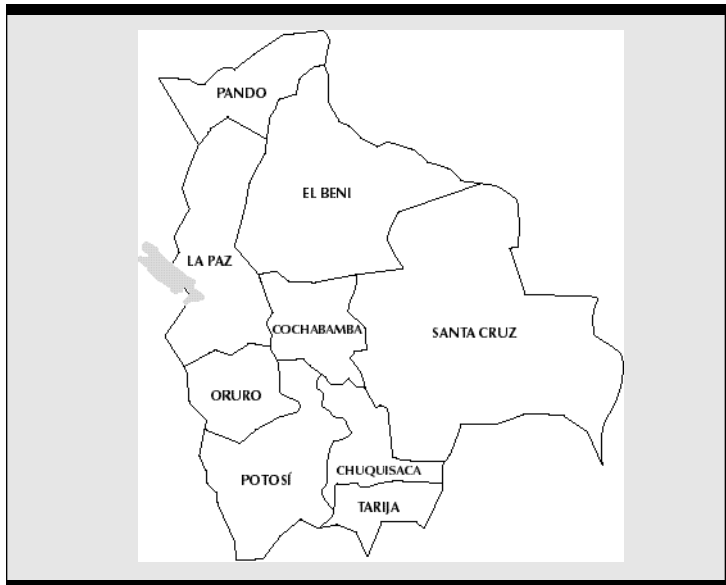 PANDO
EL BENI
LA PAZ
COCHABAMBA
SANTA CRUZ
ORURO
CHUQUISACA
POTOSÍ
TARIJA